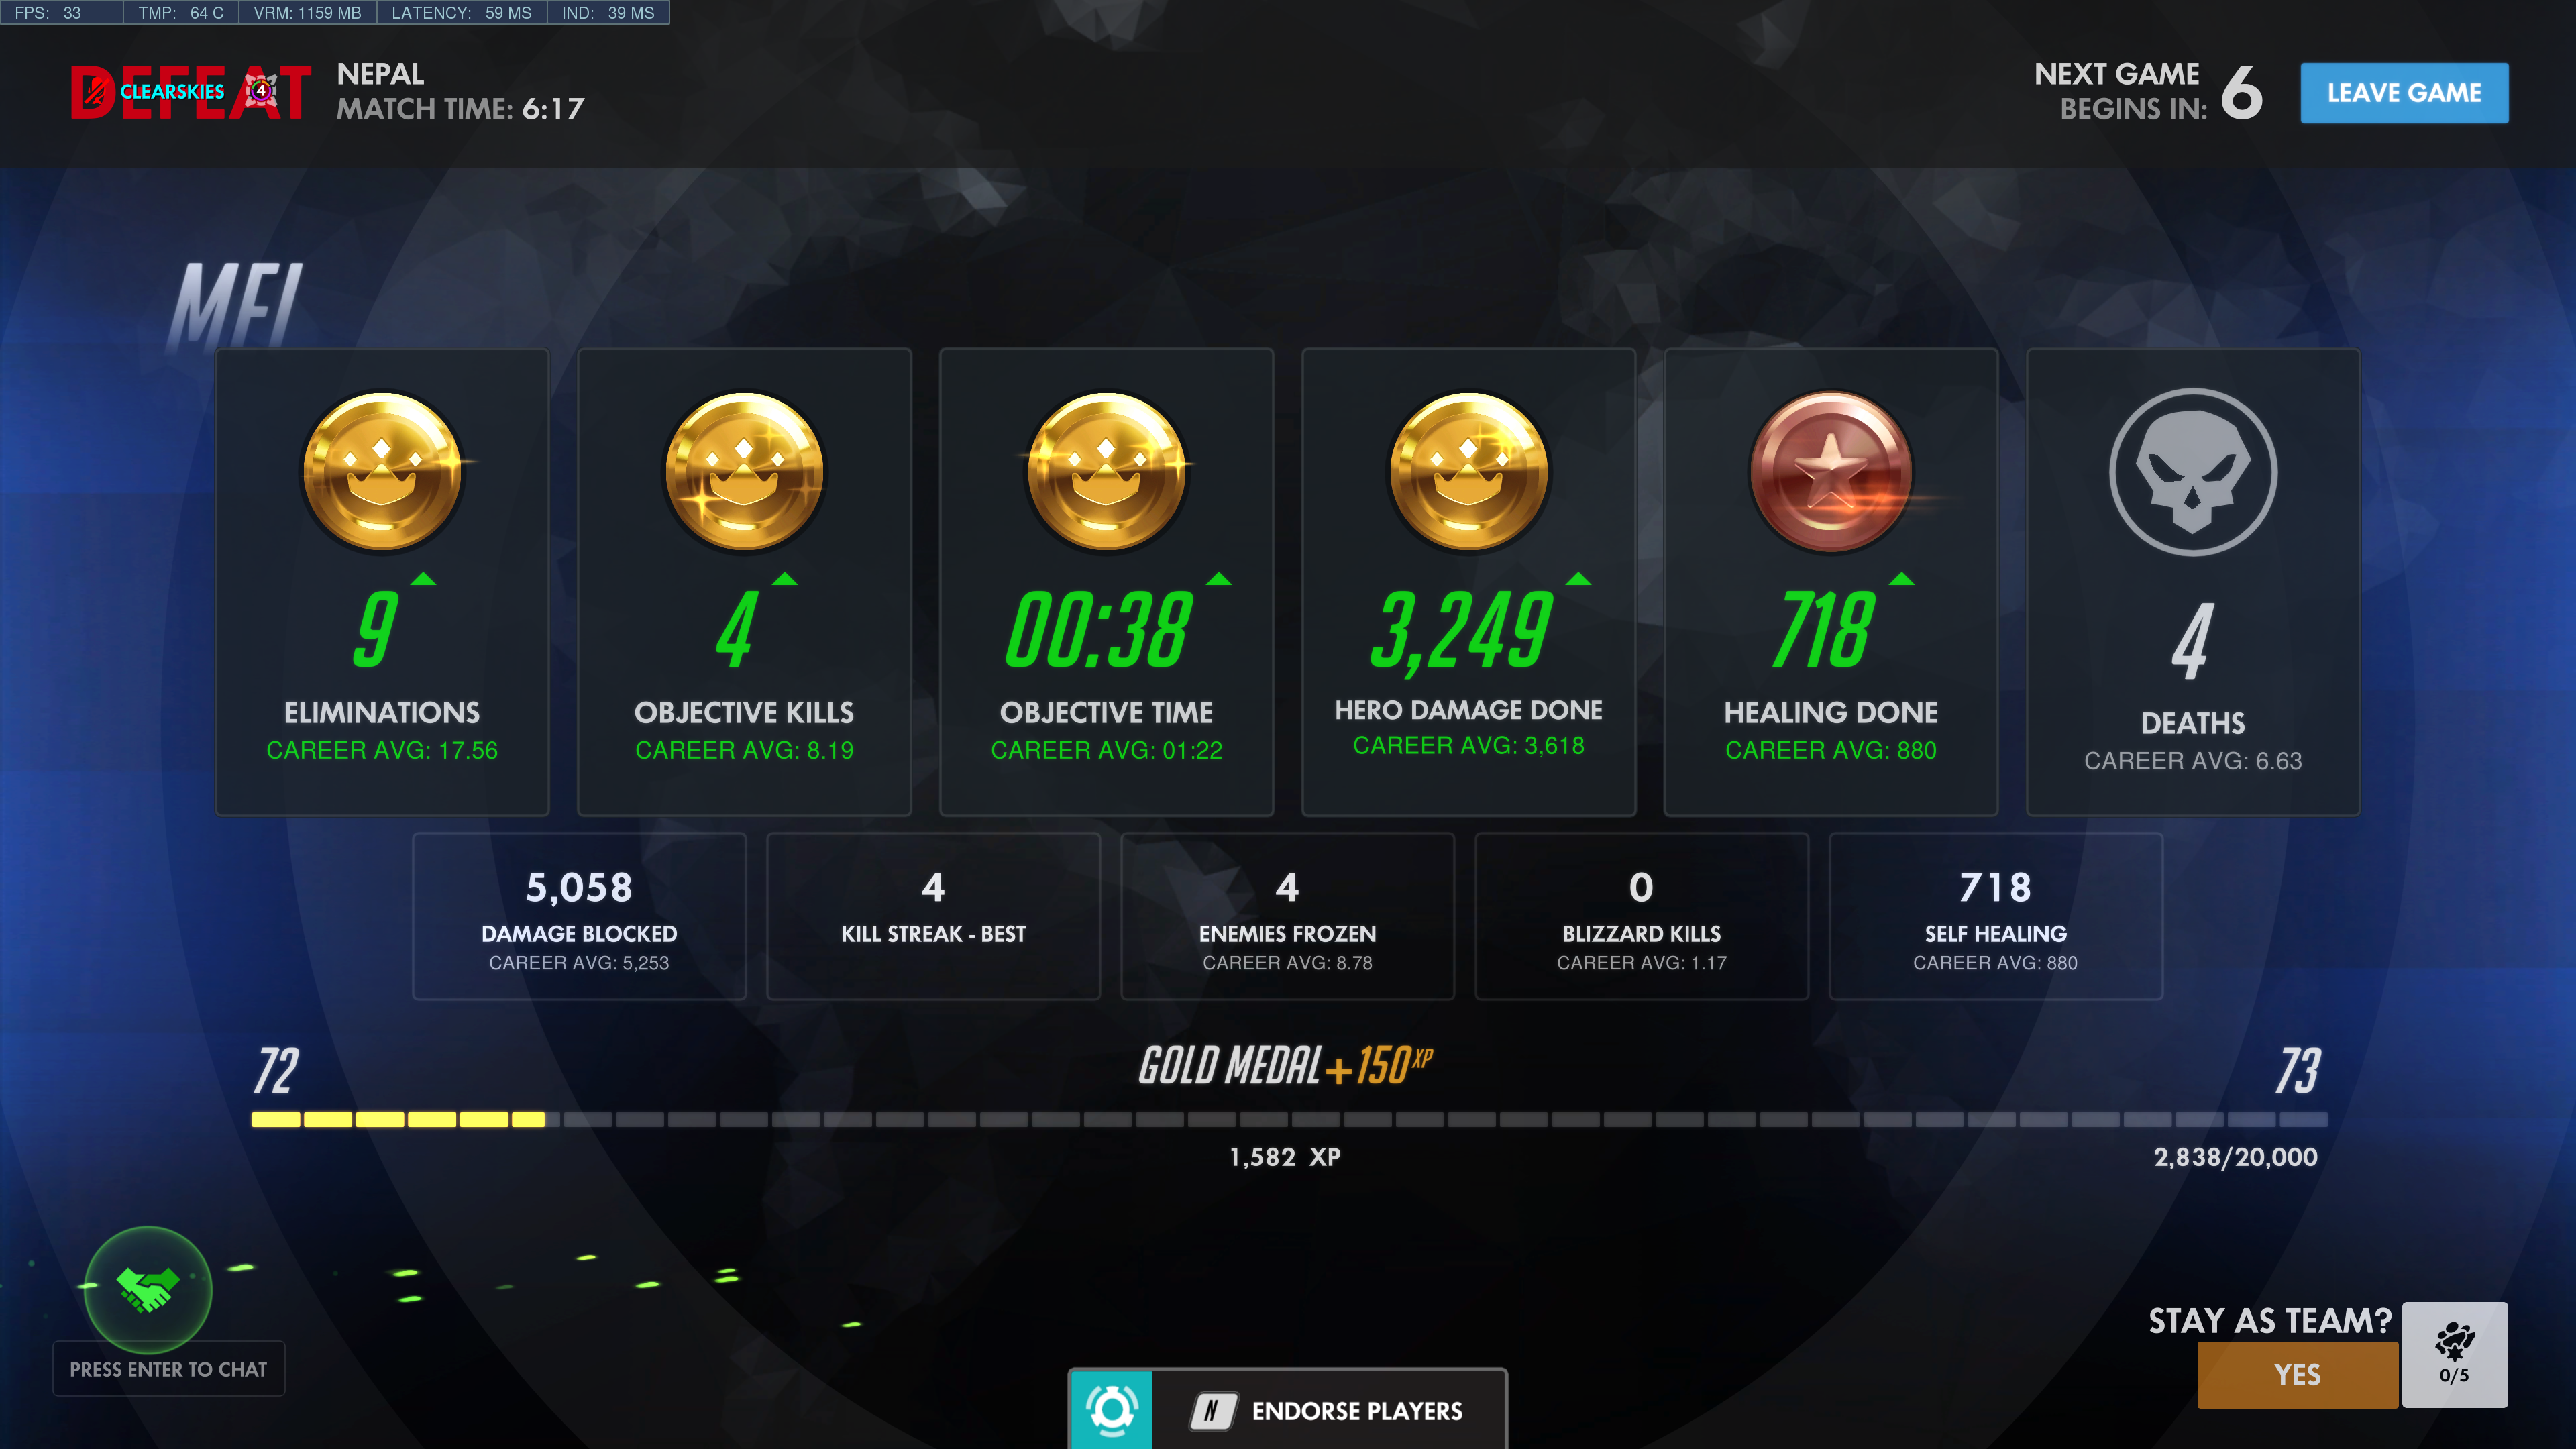 FPS: 33 TMP: 64 C VRM: 1159 MB LATENCY: 59 MS IND: 39 MS
DEFEAT
CLEARSKIES 4
NEPAL
MATCH TIME: 6:17
NEXT GAME
BEGINS IN: 6
LEAVE GAME
MEI
9
ELIMINATIONS
CAREER AVG: 17.56
4
OBJECTIVE KILLS
CAREER AVG: 8.19
00:38
OBJECTIVE TIME
CAREER AVG: 01:22
3,249
HERO DAMAGE DONE
CAREER AVG: 3,618
718
HEALING DONE
CAREER AVG: 880
4
DEATHS
CAREER AVG: 6.63
5,058
DAMAGE BLOCKED
CAREER AVG: 5,253
4
KILL STREAK - BEST
4
ENEMIES FROZEN
CAREER AVG: 8.78
0
BLIZZARD KILLS
CAREER AVG: 1.17
718
SELF HEALING
CAREER AVG: 880
72
GOLD MEDAL +150 XP
73
1,582 XP
2,838/20,000
PRESS ENTER TO CHAT
N ENDORSE PLAYERS
STAY AS TEAM?
YES
0/5